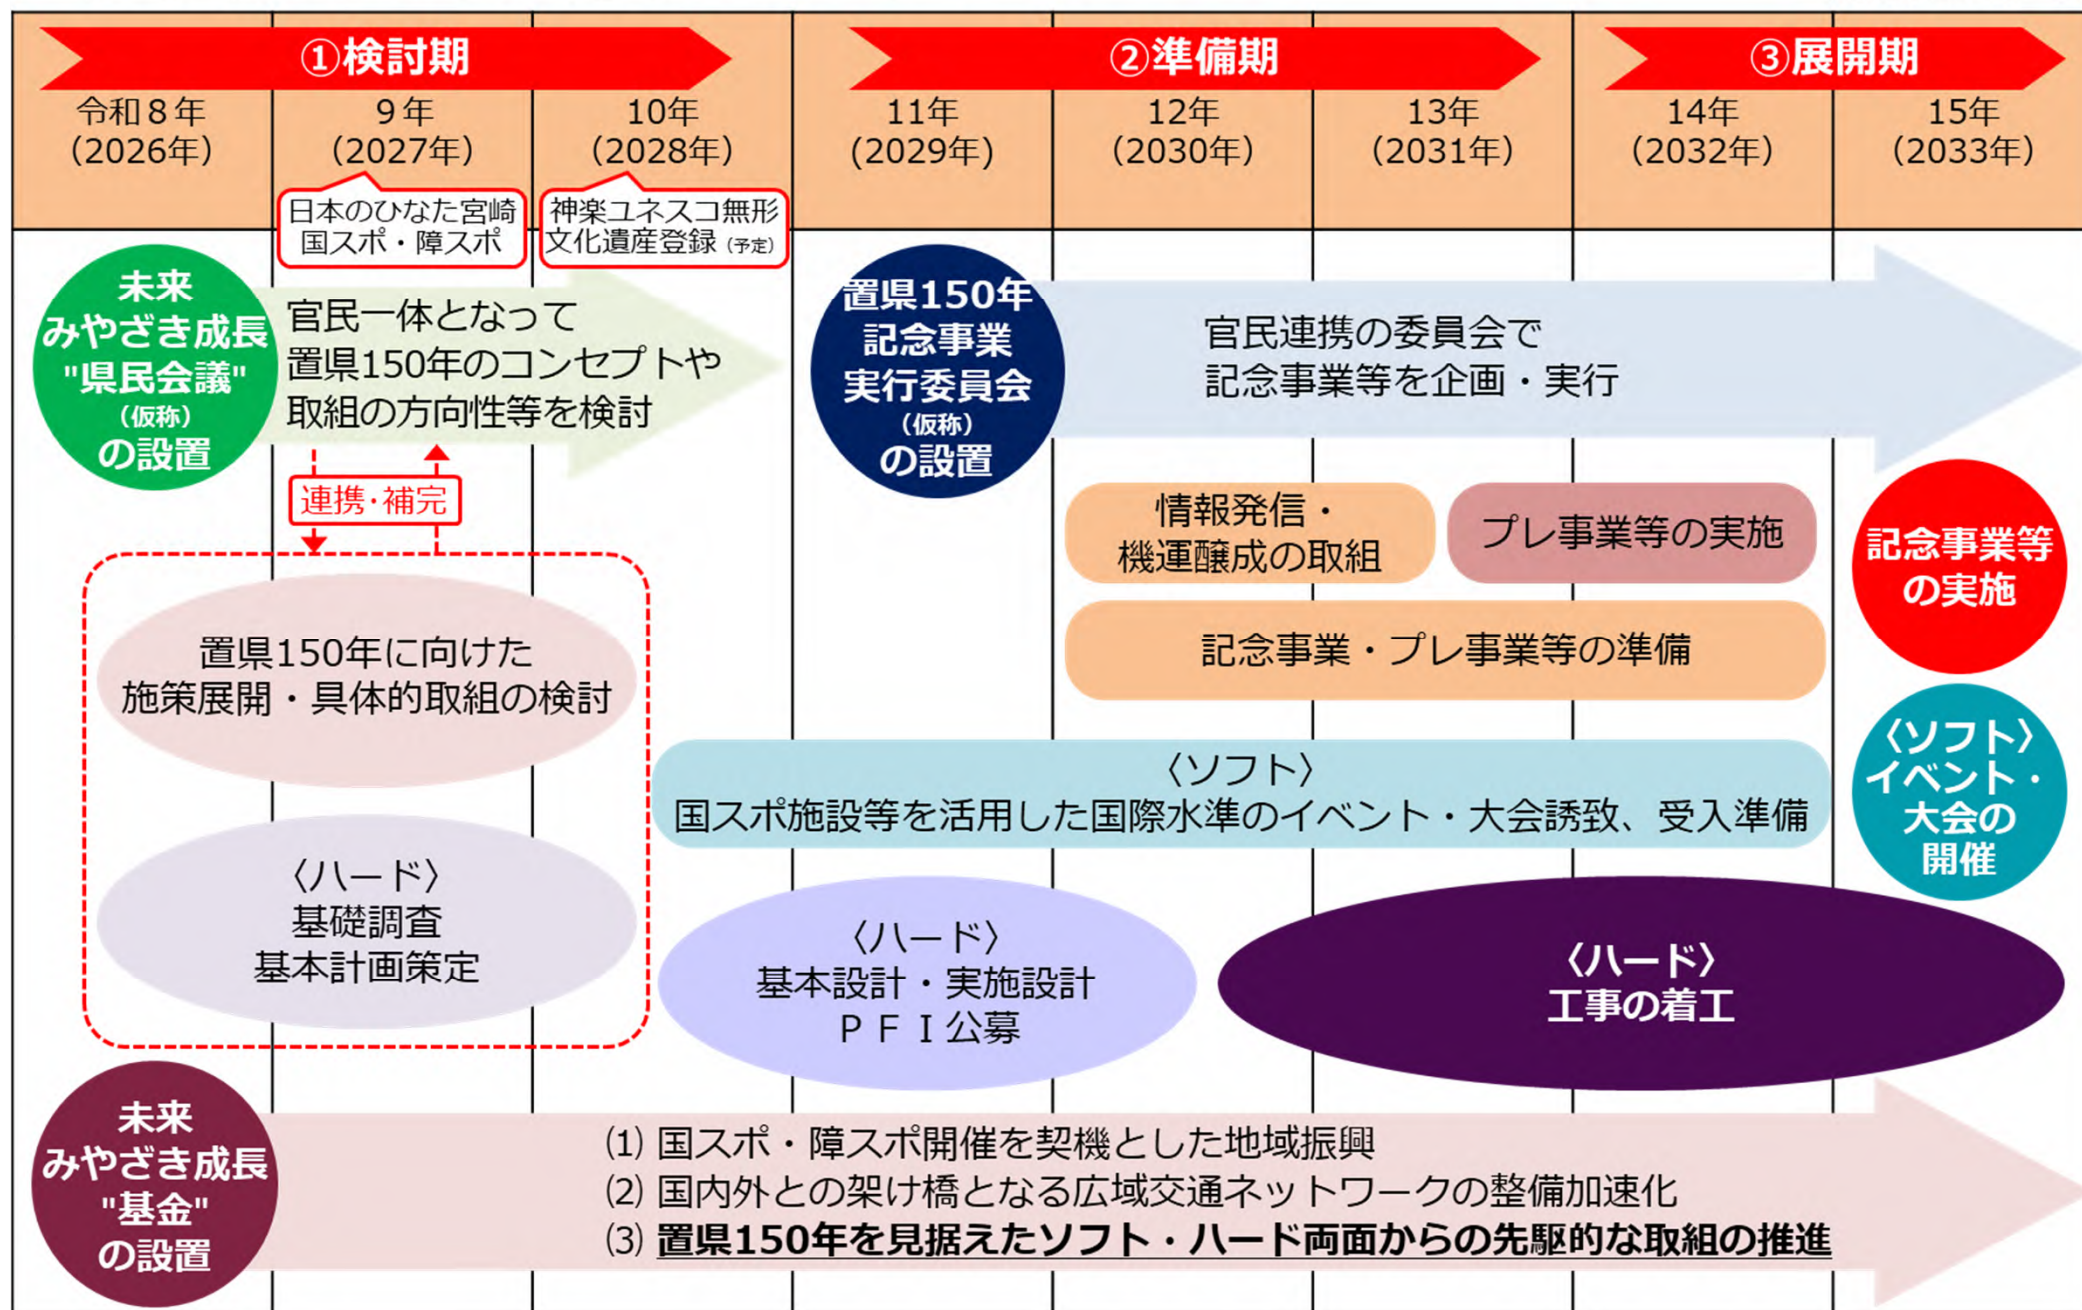 ①検討期
②準備期
③展開期
令和８年
（2026年）
９年
（2027年）
10年
（2028年）
11年
(2029年)
12年
（2030年）
13年
（2031年）
14年
（2032年）
15年
（2033年）
日本のひなた宮崎
国スポ・障スポ
神楽ユネスコ無形
文化遺産登録（予定）
未来
みやざき成長
"県民会議"
（仮称）
の設置
官民一体となって
置県150年のコンセプトや
取組の方向性等を検討
置県150年
記念事業
実行委員会
（仮称）
の設置
官民連携の委員会で
記念事業等を企画・実行
連携・補完
情報発信・
機運醸成の取組
プレ事業等の実施
記念事業等
の実施
置県150年に向けた
施策展開・具体的取組の検討
記念事業・プレ事業等の準備
〈ソフト〉
国スポ施設等を活用した国際水準のイベント・大会誘致、受入準備
〈ソフト〉
イベント・
大会の
開催
〈ハード〉
基礎調査
基本計画策定
〈ハード〉
基本設計・実施設計
ＰＦＩ公募
〈ハード〉
工事の着工
未来
みやざき成長
"基金"
の設置
⑴ 国スポ・障スポ開催を契機とした地域振興
⑵ 国内外との架け橋となる広域交通ネットワークの整備加速化
⑶ 置県150年を見据えたソフト・ハード両面からの先駆的な取組の推進